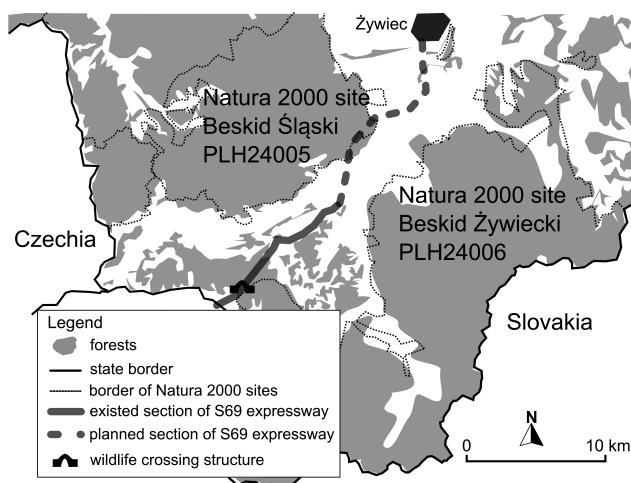 Żywiec
Natura 2000 site
Beskid Śląski
PLH24005
Natura 2000 site
Beskid Żywiecki
PLH24006
Czechia
Slovakia
Legend
forests
state border
border of Natura 2000 sites
existed section of S69 expressway
planned section of S69 expressway
wildlife crossing structure
N
0 10 km